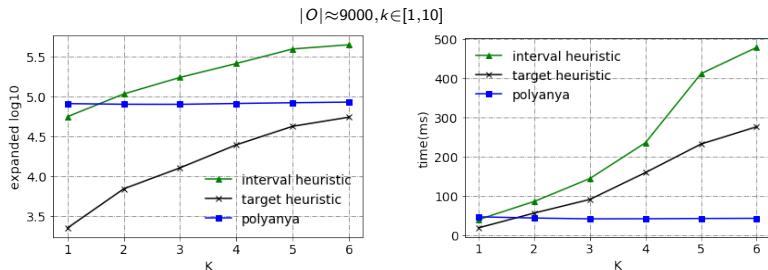 |O|≈9000,k∈[1,10]
expanded log10
5.5
5.0
4.5
4.0
3.5
interval heuristic
target heuristic
polyanya
1 2 3 4 5 6
K
time(ms)
500
400
300
200
100
0
interval heuristic
target heuristic
polyanya
1 2 3 4 5 6
K